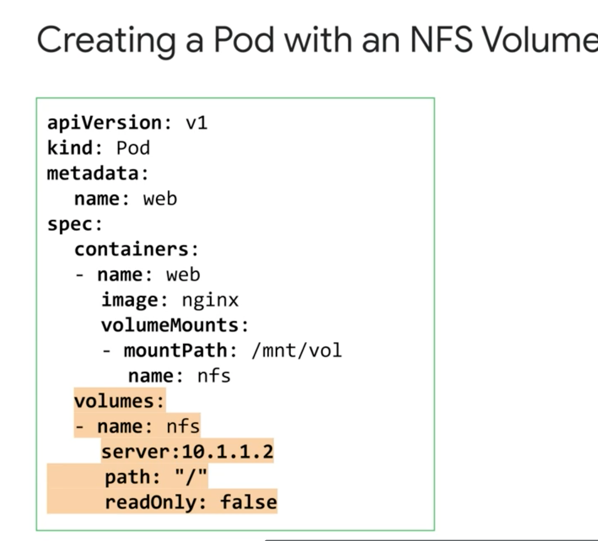 Creating a Pod with an NFS Volume
apiVersion: v1
kind: Pod
metadata:
  name: web
spec:
  containers:
  - name: web
    image: nginx
    volumeMounts:
    - mountPath: /mnt/vol
      name: nfs
  volumes:
  - name: nfs
    server:10.1.1.2
    path: "/"
    readOnly: false